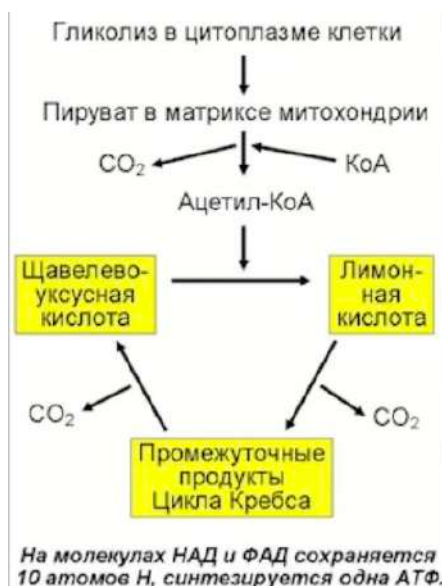 Гликолиз в цитоплазме клетки
Пируват в матриксе митохондрии
CO₂
КоА
Ацетил-КоА
Щавелево-
уксусная
кислота
Лимон-
ная
кислота
CO₂
CO₂
Промежуточные
продукты
Цикла Кребса
На молекулах НАД и ФАД сохраняется
10 атомов Н, синтезируется одна АТФ.